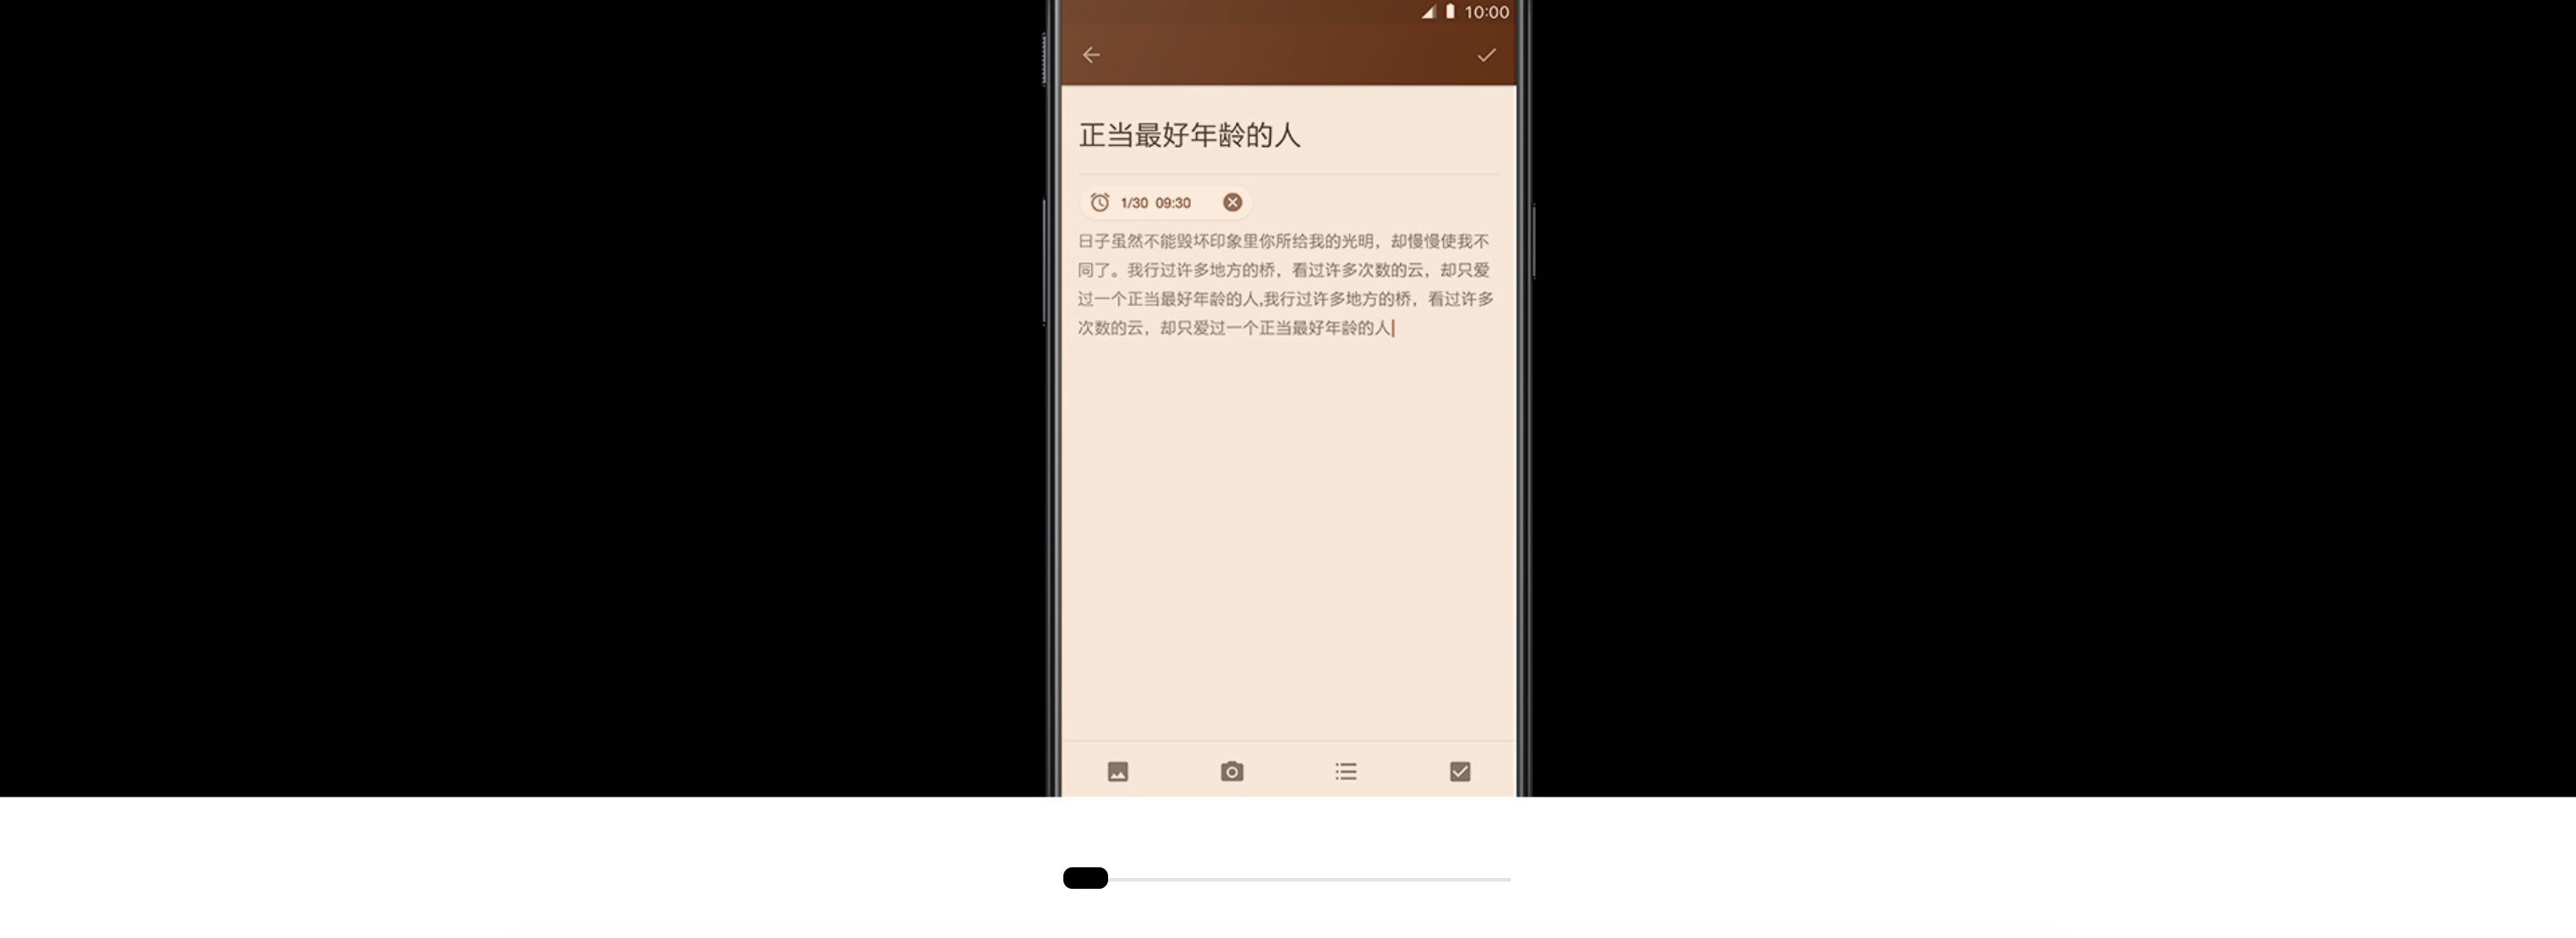 10:00
正当最好年龄的人
1/30 09:30
日子虽然不能毁坏印象里你所给我的光明，却慢慢使我不
同了。我行过许多地方的桥，看过许多次数的云，却只爱
过一个正当最好年龄的人,我行过许多地方的桥，看过许多
次数的云，却只爱过一个正当最好年龄的人